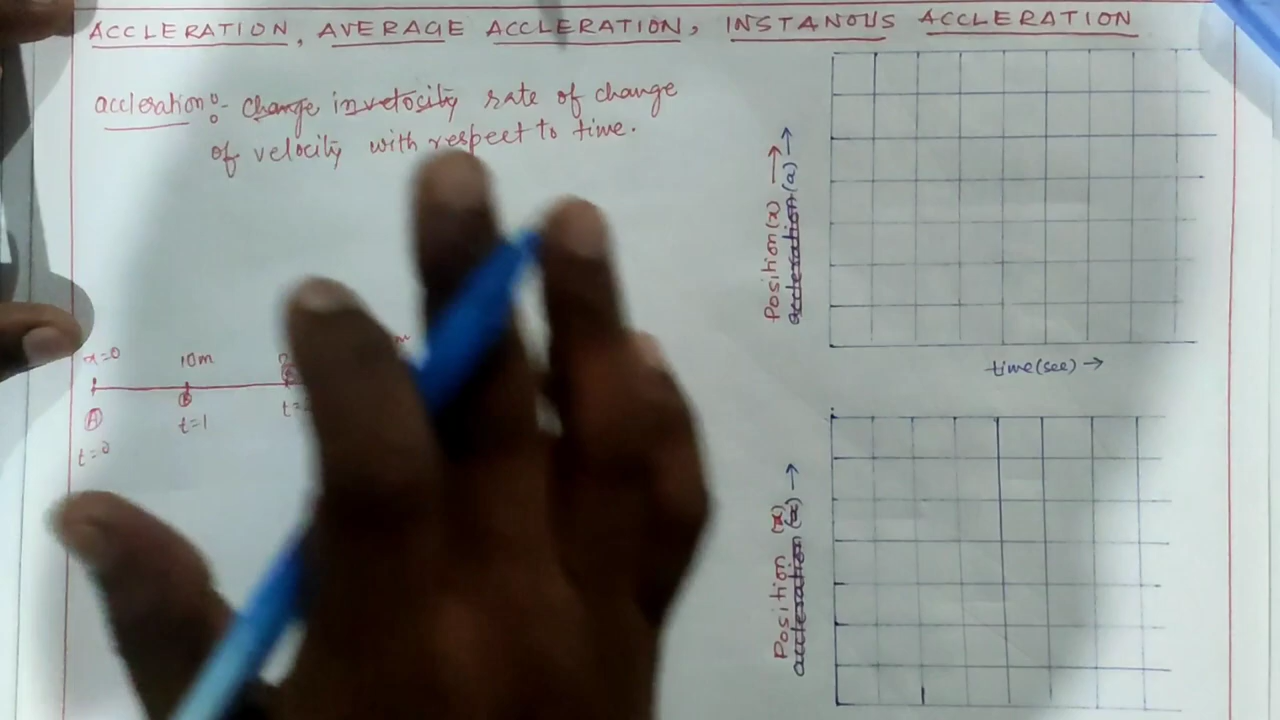 ACCLERATION, AVERAGE ACCLERATION, INSTANOUS ACCLERATION
accleration:- change in velocity rate of change
of velocity with respect to time.
x=0 10m
A B
t=0 t=1
Position (x) →
accleration (a) →
time (sec) →
Position (x)
accleration (a) →